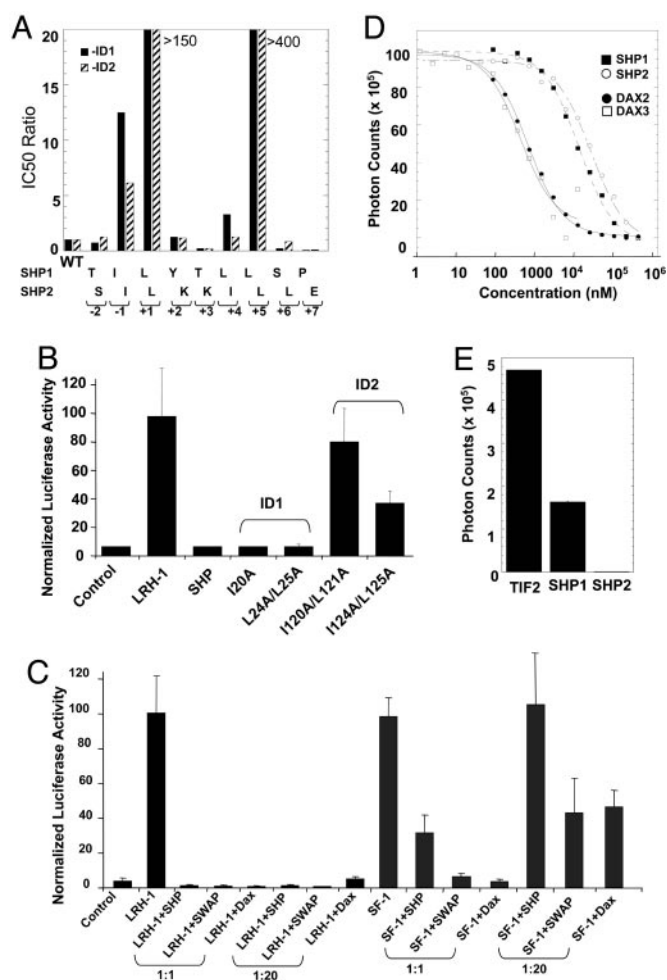 A
IC50 Ratio
20
15
10
5
0
-ID1
-ID2
>150
>400
WT
SHP1 T I L Y T L L S P
SHP2 S I L K K I L L E
-2 -1 +1 +2 +3 +4 +5 +6 +7
D
Photon Counts (x 10⁵)
100
80
60
40
20
0
SHP1
SHP2
DAX2
DAX3
1 10 100 1000 10⁴ 10⁵ 10⁶
Concentration (nM)
B
Normalized Luciferase Activity
120
100
80
60
40
20
0
ID1
ID2
Control
LRH-1
SHP
I20A
L24A/L25A
I120A/L121A
I124A/L125A
E
Photon Counts (x 10⁵)
5
4
2
1
0
TIF2 SHP1 SHP2
C
Normalized Luciferase Activity
120
100
80
60
40
20
0
Control
LRH-1
LRH-1+SHP
LRH-1+SWAP
LRH-1+Dax
LRH-1+SHP
LRH-1+SWAP
LRH-1+Dax
SF-1
SF-1+SHP
SF-1+SWAP
SF-1+Dax
SF-1+SHP
SF-1+SWAP
SF-1+Dax
1:1 1:20 1:1 1:20